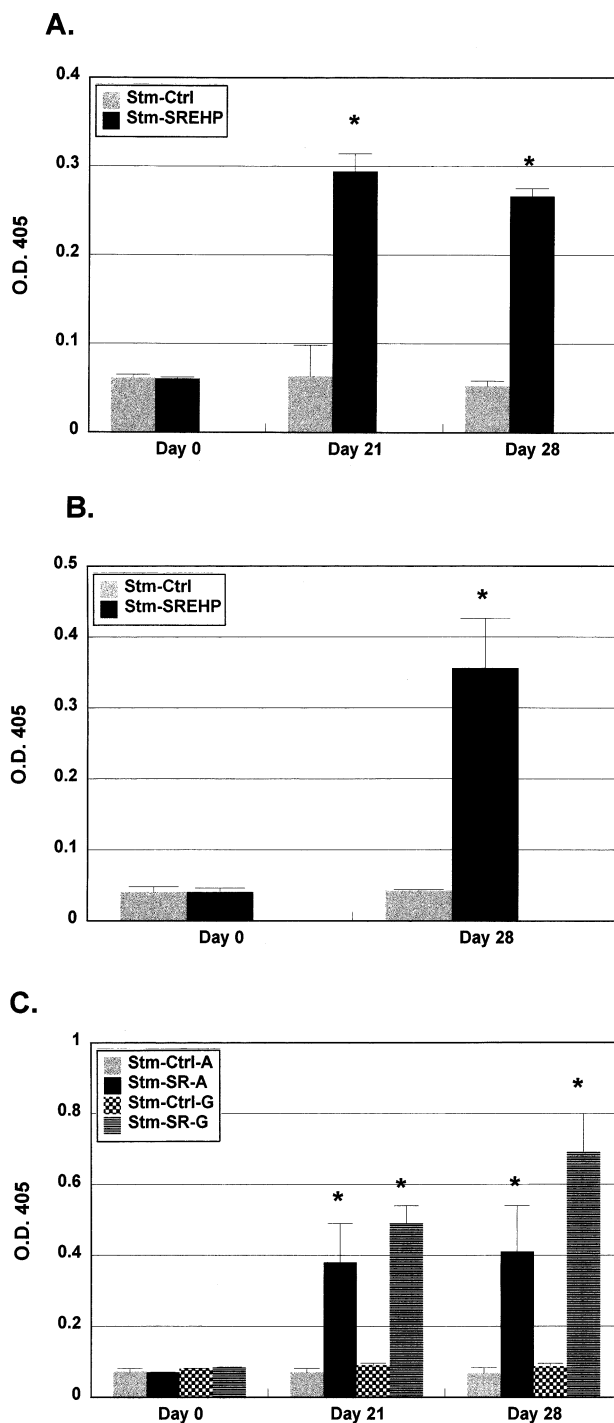 A.
0.4
Stm-Ctrl
Stm-SREHP
*
*
0.3
O.D. 405
0.2
0.1
0
Day 0 Day 21 Day 28
B.
0.5
Stm-Ctrl
Stm-SREHP
*
0.4
0.3
O.D. 405
0.2
0.1
0
Day 0 Day 28
C.
1
Stm-Ctrl-A
Stm-SR-A
Stm-Ctrl-G
Stm-SR-G
*
0.8
0.6
* * *
O.D. 405
0.4
0.2
0
Day 0 Day 21 Day 28